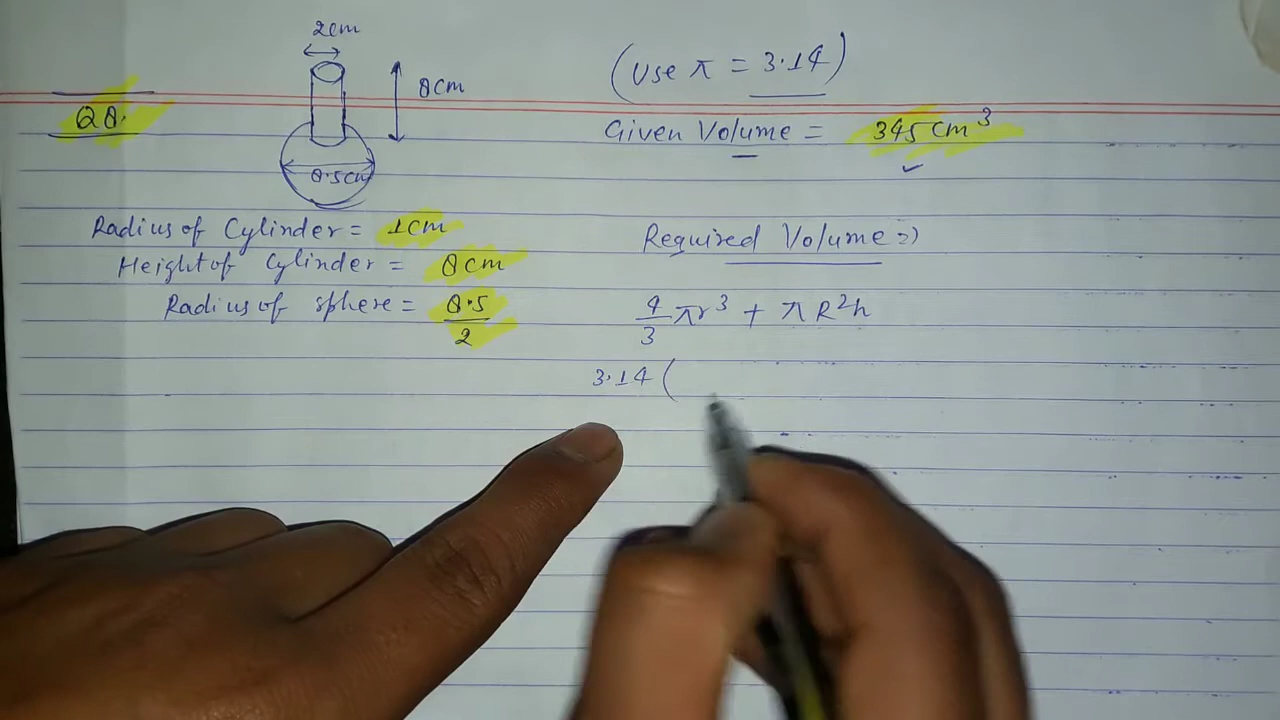 2cm
8cm
(Use π = 3.14)
Q8.
Given Volume = 345 cm³
8.5cm
Radius of Cylinder = 1cm
Height of Cylinder = 8cm
Radius of sphere = 8.5/2
Required Volume =)
4/3 πr³ + πR²h
3.14 (